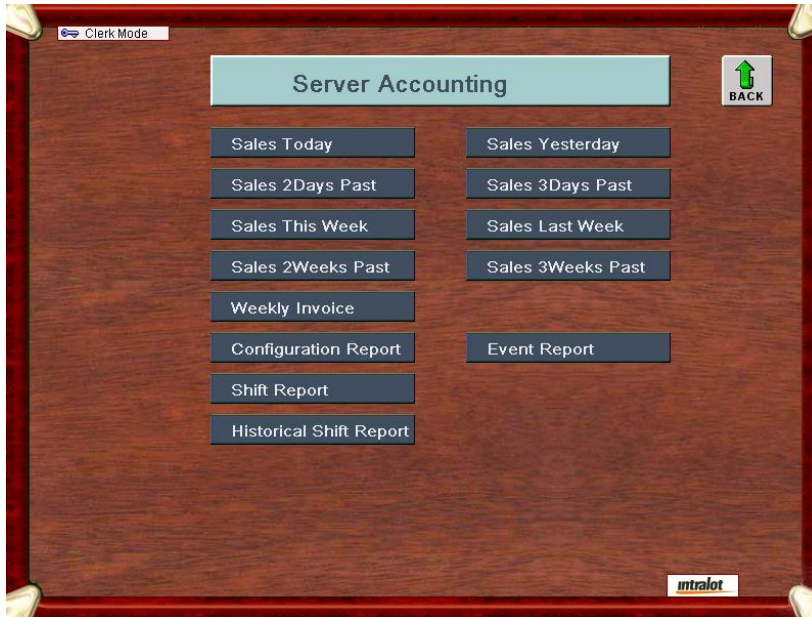 Clerk Mode
Server Accounting
BACK
Sales Today
Sales Yesterday
Sales 2Days Past
Sales 3Days Past
Sales This Week
Sales Last Week
Sales 2Weeks Past
Sales 3Weeks Past
Weekly Invoice
Configuration Report
Event Report
Shift Report
Historical Shift Report
intralot